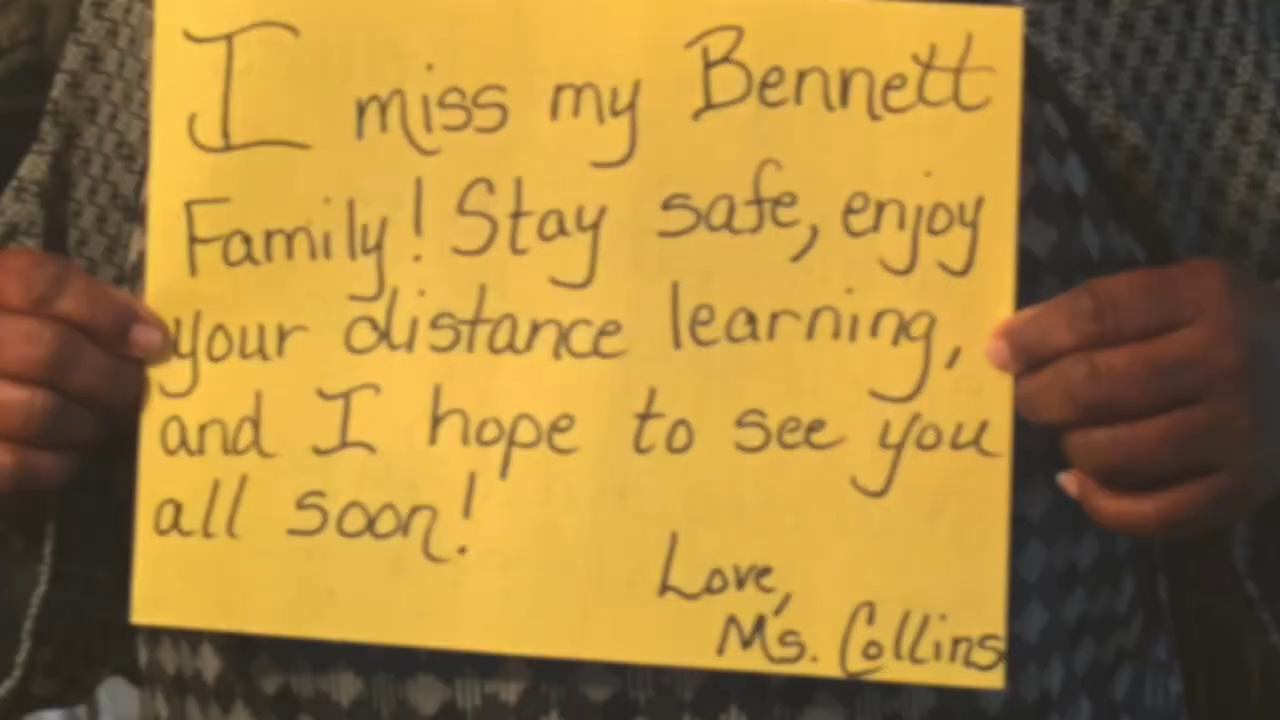 I miss my Bennett
Family! Stay safe, enjoy
your distance learning,
and I hope to see you
all soon!
Love,
Ms. Collins